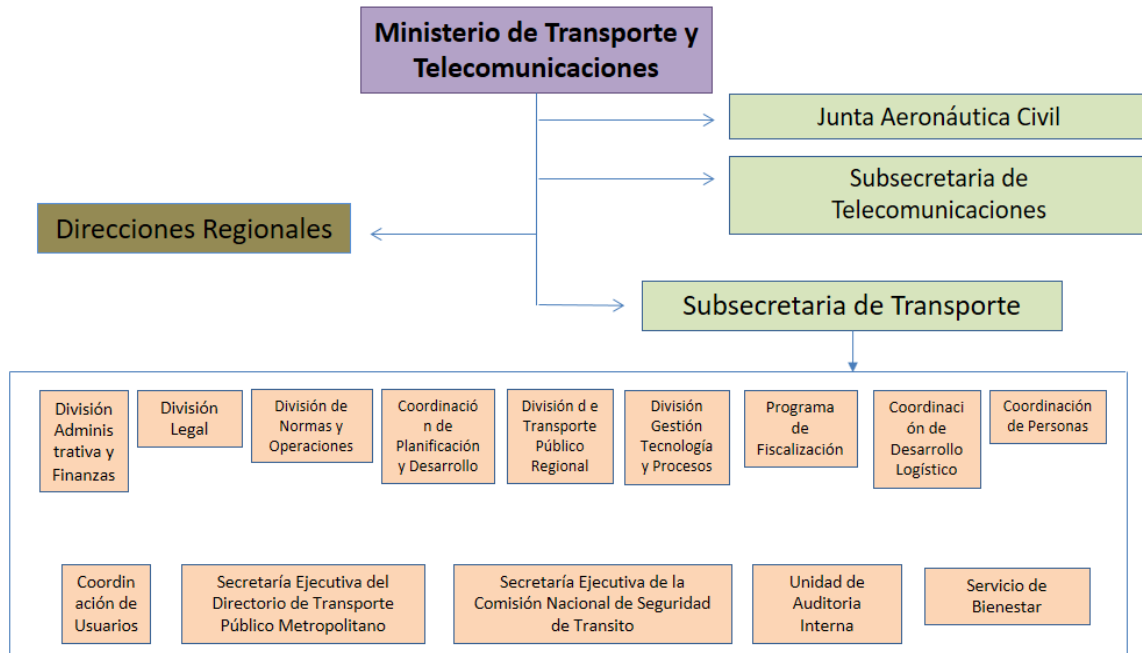 Ministerio de Transporte y
Telecomunicaciones
Junta Aeronáutica Civil
Subsecretaria de
Telecomunicaciones
Direcciones Regionales
Subsecretaria de Transporte
División
Adminis
trativa y
Finanzas
División
Legal
División de
Normas y
Operaciones
Coordinació
n de
Planificación
y Desarrollo
División d e
Transporte
Público
Regional
División
Gestión
Tecnología
y Procesos
Programa
de
Fiscalización
Coordinaci
ón de
Desarrollo
Logístico
Coordinación
de Personas
Coordin
ación de
Usuarios
Secretaría Ejecutiva del
Directorio de Transporte
Público Metropolitano
Secretaría Ejecutiva de la
Comisión Nacional de Seguridad
de Transito
Unidad de
Auditoria
Interna
Servicio de
Bienestar